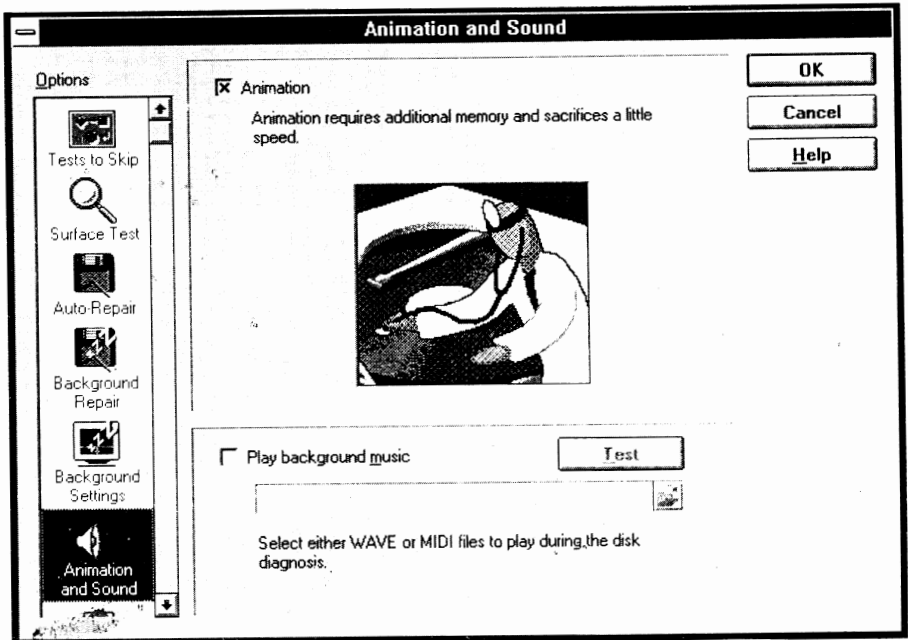 Animation and Sound
Options
Tests to Skip
Surface Test
Auto-Repair
Background
Repair
Background
Settings
Animation
and Sound
Animation
Animation requires additional memory and sacrifices a little
speed.
Play background music
Test
Select either WAVE or MIDI files to play during the disk
diagnosis.
OK
Cancel
Help